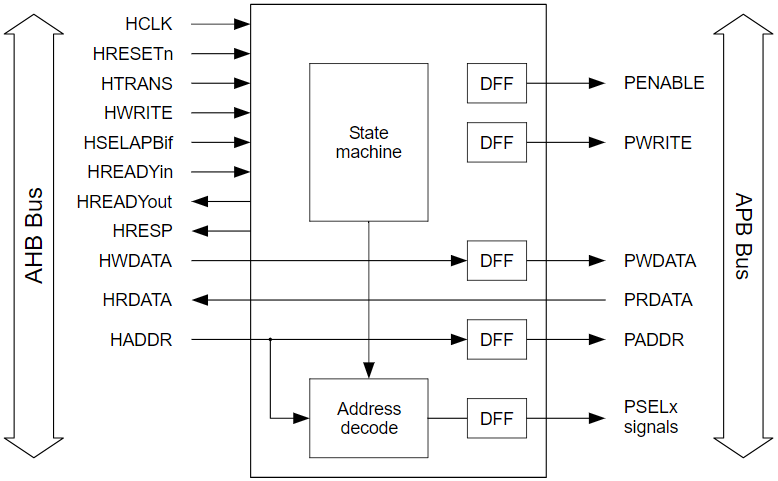 AHB Bus
HCLK
HRESETn
HTRANS
HWRITE
HSELAPBif
HREADYin
HREADYout
HRESP
HWDATA
HRDATA
HADDR
State
machine
Address
decode
DFF
DFF
DFF
DFF
DFF
PENABLE
PWRITE
PWDATA
PRDATA
PADDR
PSELx
signals
APB Bus